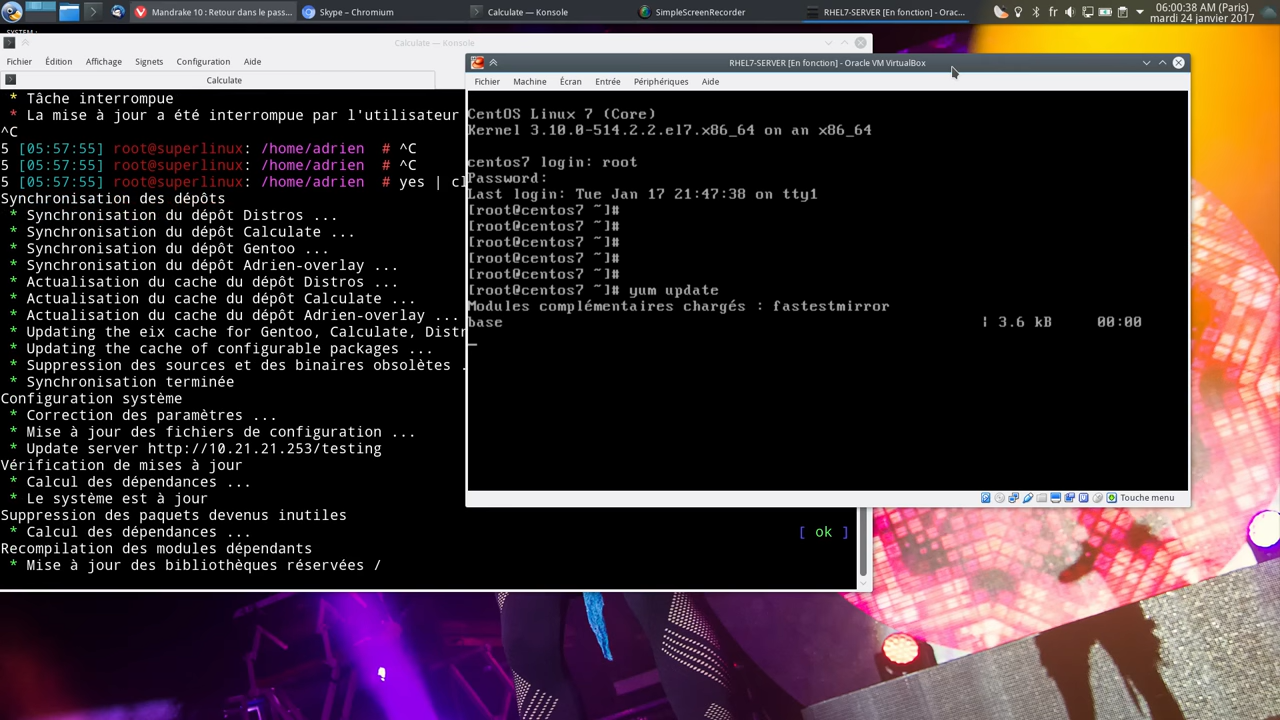 Mandrake 10 : Retour dans le pass...
Skype – Chromium
Calculate — Konsole
SimpleScreenRecorder
RHEL7-SERVER [En fonction] - Orac...
fr
06:00:38 AM (Paris)
mardi 24 janvier 2017
Calculate — Konsole
Fichier Édition Affichage Signets Configuration Aide
Calculate
* Tâche interrompue
* La mise à jour a été interrompue par l'utilisateur
^C
5 [05:57:55] root@superlinux: /home/adrien # ^C
5 [05:57:55] root@superlinux: /home/adrien # ^C
5 [05:57:55] root@superlinux: /home/adrien # yes | cl
Synchronisation des dépôts
* Synchronisation du dépôt Distros ...
* Synchronisation du dépôt Calculate ...
* Synchronisation du dépôt Gentoo ...
* Synchronisation du dépôt Adrien-overlay ...
* Actualisation du cache du dépôt Distros ...
* Actualisation du cache du dépôt Calculate ...
* Actualisation du cache du dépôt Adrien-overlay ...
* Updating the eix cache for Gentoo, Calculate, Distr
* Updating the cache of configurable packages ...
* Suppression des sources et des binaires obsolètes .
* Synchronisation terminée
Configuration système
* Correction des paramètres ...
* Mise à jour des fichiers de configuration ...
* Update server http://10.21.21.253/testing
Vérification de mises à jour
* Calcul des dépendances ...
* Le système est à jour
Suppression des paquets devenus inutiles
* Calcul des dépendances ... [ ok ]
Recompilation des modules dépendants
* Mise à jour des bibliothèques réservées /
RHEL7-SERVER [En fonction] - Oracle VM VirtualBox
Fichier Machine Écran Entrée Périphériques Aide
CentOS Linux 7 (Core)
Kernel 3.10.0-514.2.2.el7.x86_64 on an x86_64
centos7 login: root
Password:
Last login: Tue Jan 17 21:47:38 on tty1
[root@centos7 ~]#
[root@centos7 ~]#
[root@centos7 ~]#
[root@centos7 ~]#
[root@centos7 ~]#
[root@centos7 ~]# yum update
Modules complémentaires chargés : fastestmirror
base | 3.6 kB 00:00
_
Touche menu